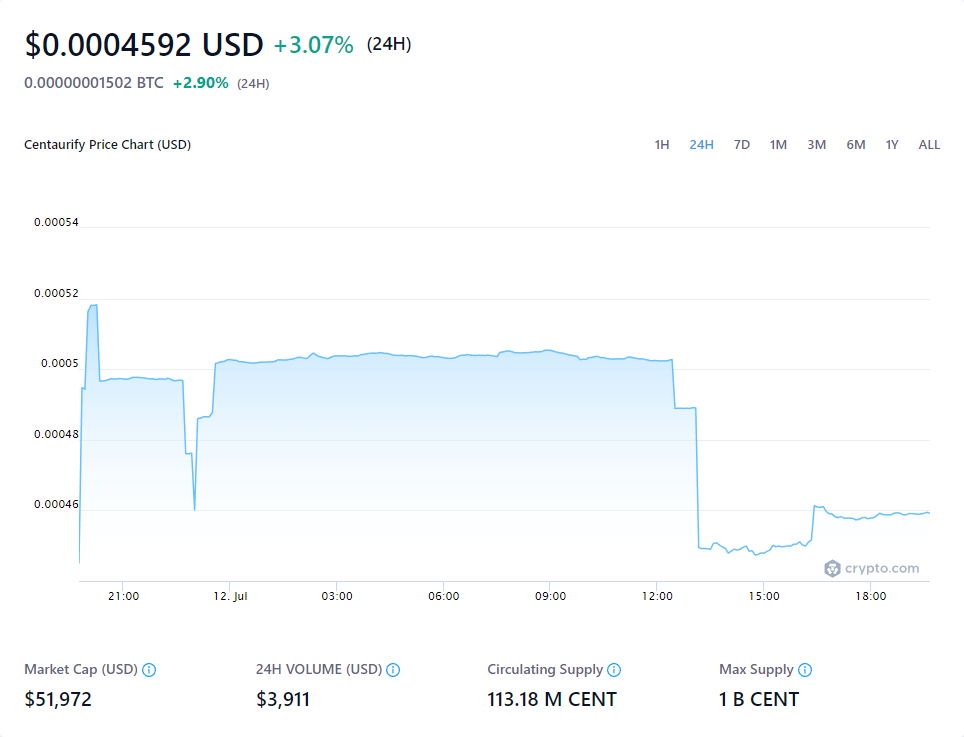 $0.0004592 USD +3.07% (24H)
0.00000001502 BTC +2.90% (24H)
Centaurify Price Chart (USD) 1H 24H 7D 1M 3M 6M 1Y ALL
0.00054
0.00052
0.0005
0.00048
0.00046
crypto.com
21:00 12. Jul 03:00 06:00 09:00 12:00 15:00 18:00
Market Cap (USD) 24H VOLUME (USD) Circulating Supply Max Supply
$51,972 $3,911 113.18 M CENT 1 B CENT